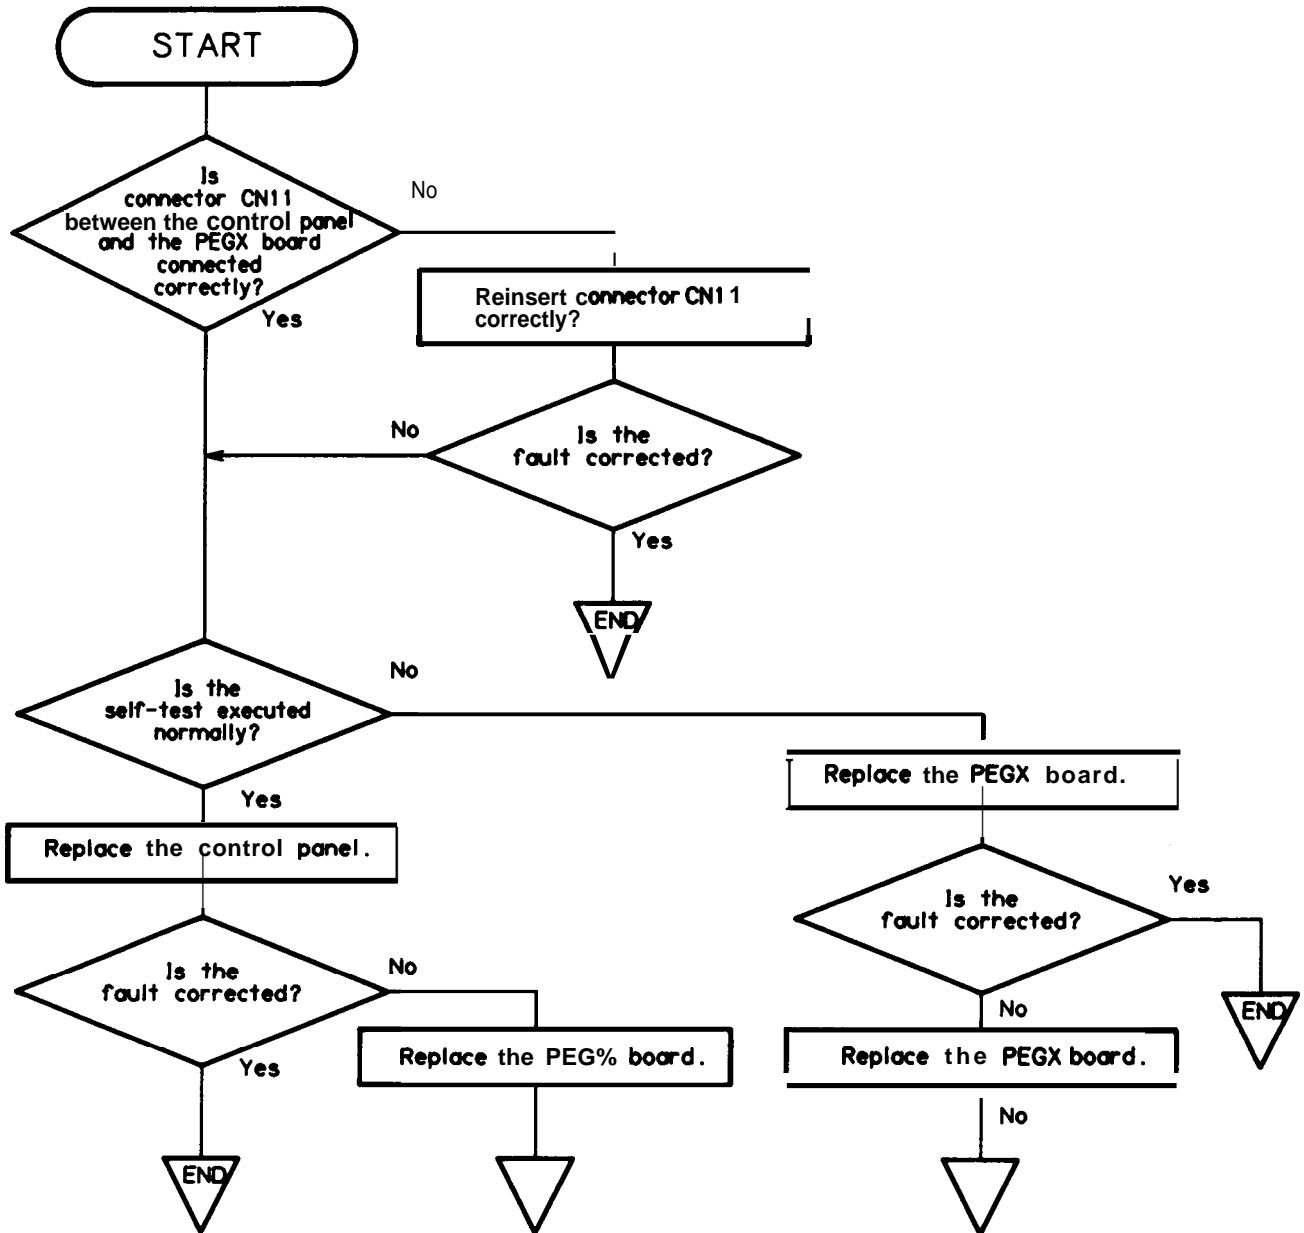 START
Is
connector CN11
between the control panel
and the PEGX board
connected
correctly?
No
Yes
Reinsert connector CN11
correctly?
No
Is the
fault corrected?
Yes
END
Is the
self-test executed
normally?
No
Yes
Replace the PEGX board.
Replace the control panel.
Is the
fault corrected?
Yes
END
No
Is the
fault corrected?
No
Yes
Replace the PEG% board.
Replace the PEGX board.
No
END